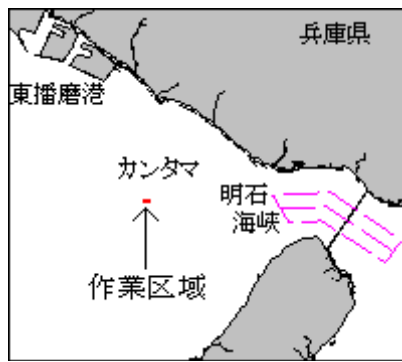 兵庫県
東播磨港
カンタマ
明石
海峡
作業区域